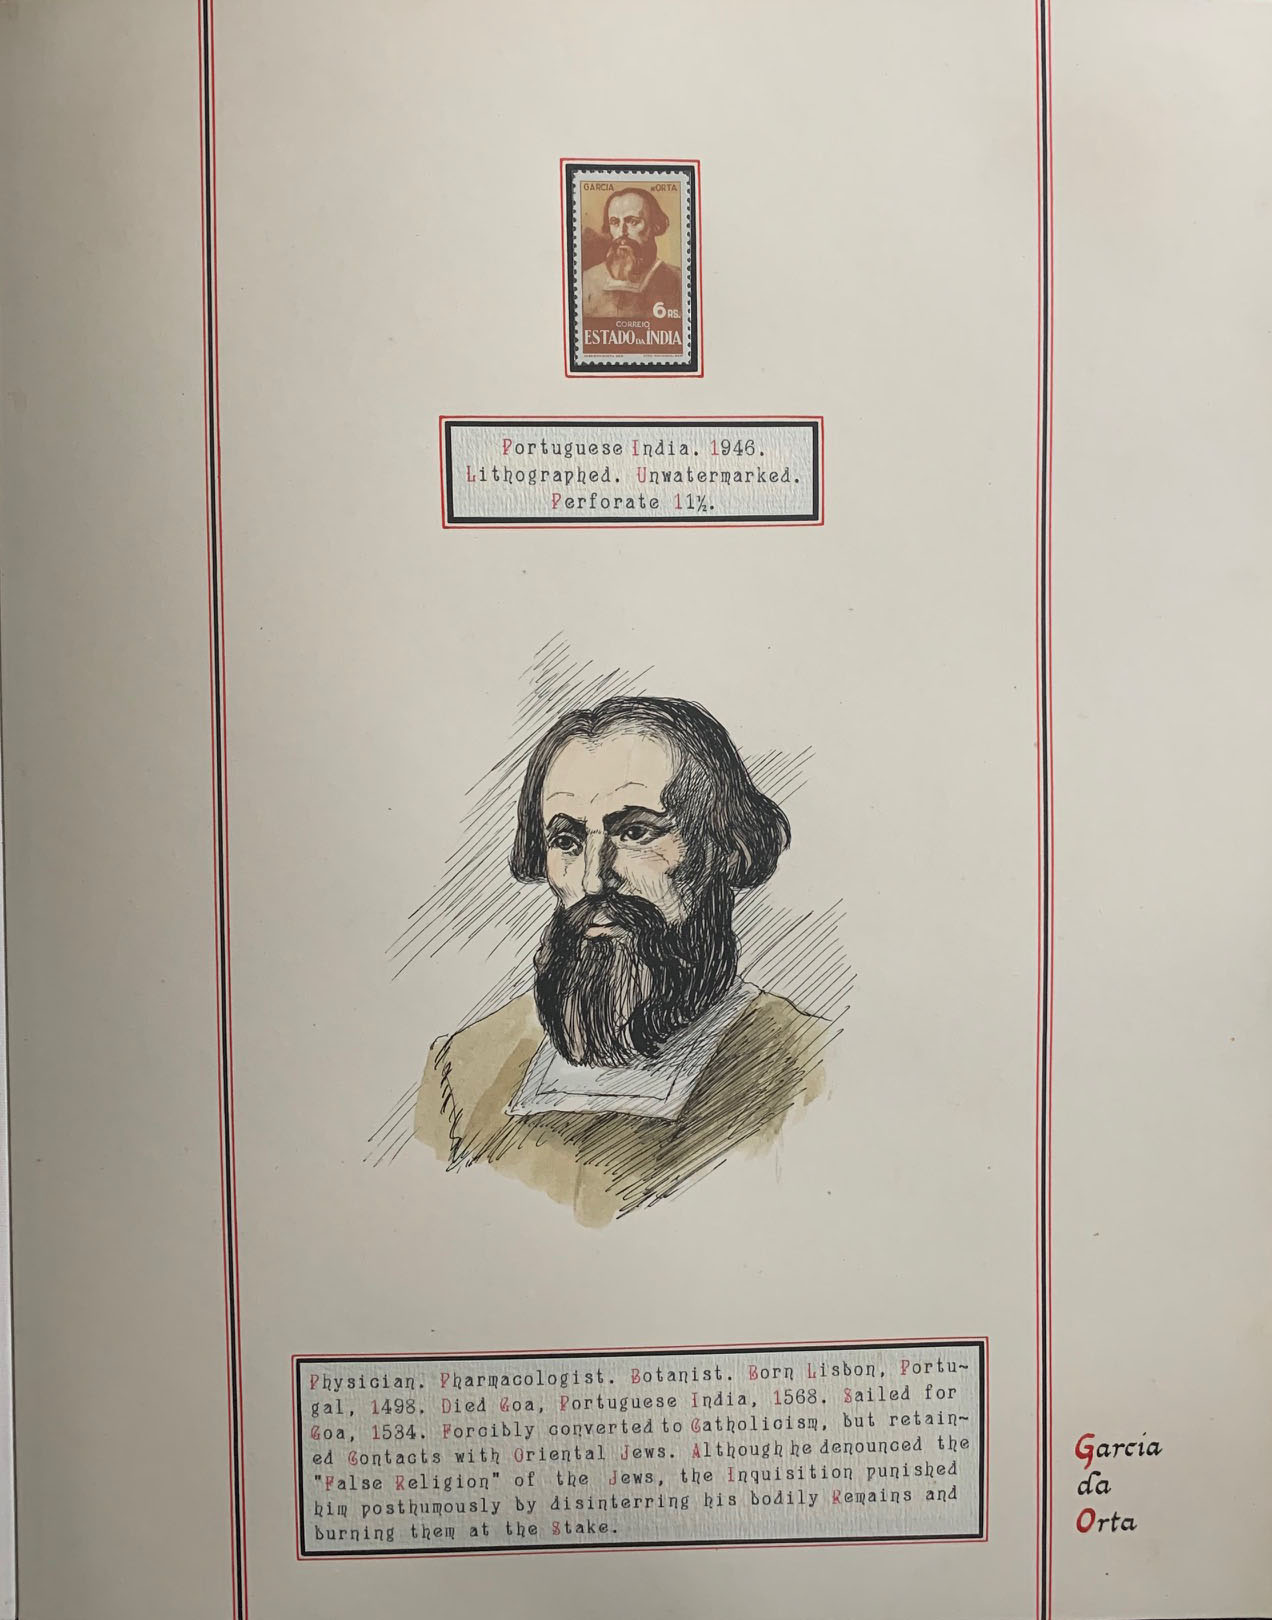 GARCIA DORTA
6 RS.
CORREIO
ESTADO DA ÍNDIA
Portuguese India. 1946.
Lithographed. Unwatermarked.
Perforate 11½.
Physician. Pharmacologist. Botanist. Born Lisbon, Portu~
gal, 1498. Died Goa, Portuguese India, 1568. Sailed for
Goa, 1534. Forcibly converted to Catholicism, but retain~
ed Contacts with Oriental Jews. Although he denounced the
"False Religion" of the Jews, the Inquisition punished
him posthumously by disinterring his bodily Remains and
burning them at the Stake.
Garcia
da
Orta